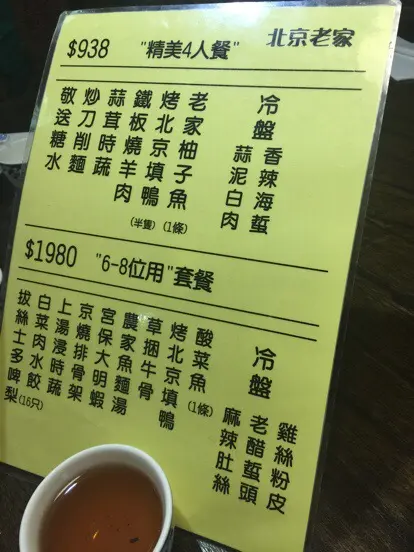 北京老家
$938 "精美4人餐"
冷盤
香辣海蜇
蒜泥白肉
老家柚子魚(1條)
烤北京填鴨(半隻)
鐵板燒羊肉
蒜茸時蔬
炒刀削麵
敬送糖水
$1980 "6-8位用"套餐
冷盤
雞絲粉皮
老醋蜇頭
麻辣肚絲
酸菜魚(1條)
烤北京填鴨
草捆牛骨
農家魚麵湯
宮保大明蝦
京燒排骨架
上湯浸時蔬
白菜肉水餃(16只)
拔絲士多啤梨